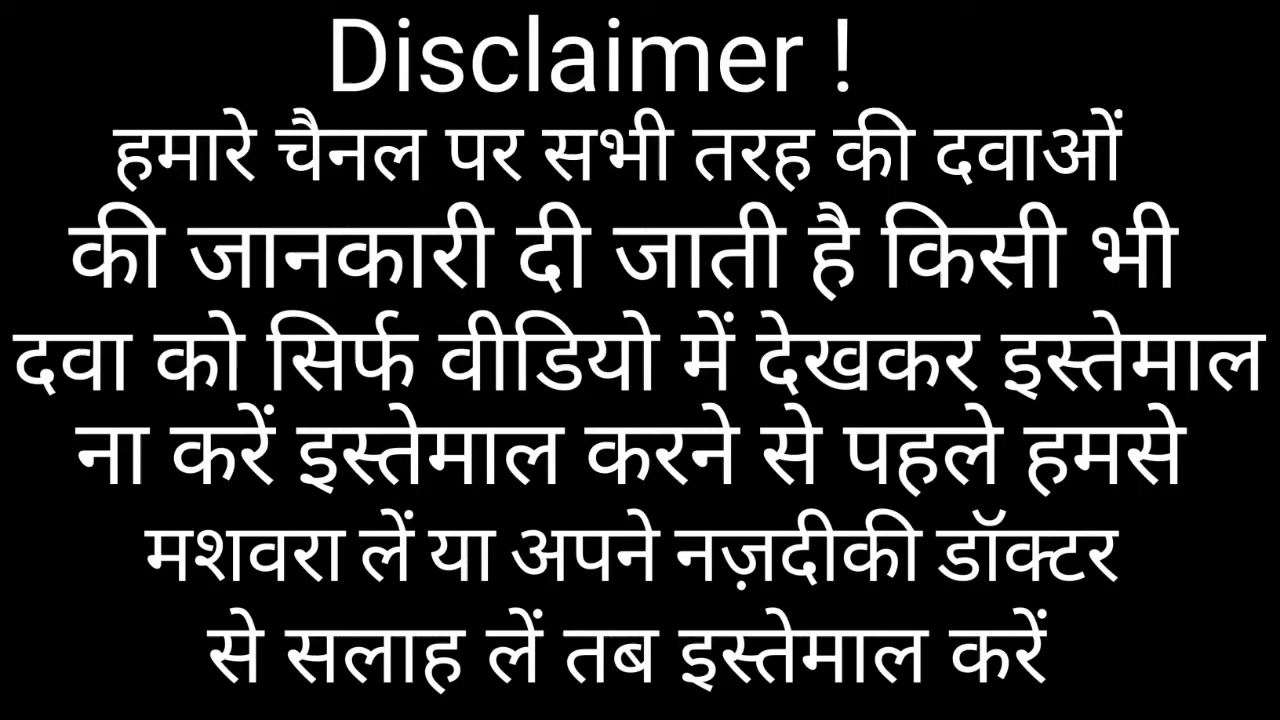 Disclaimer !
हमारे चैनल पर सभी तरह की दवाओं
की जानकारी दी जाती है किसी भी
दवा को सिर्फ वीडियो में देखकर इस्तेमाल
ना करें इस्तेमाल करने से पहले हमसे
मशवरा लें या अपने नज़दीकी डॉक्टर
से सलाह लें तब इस्तेमाल करें